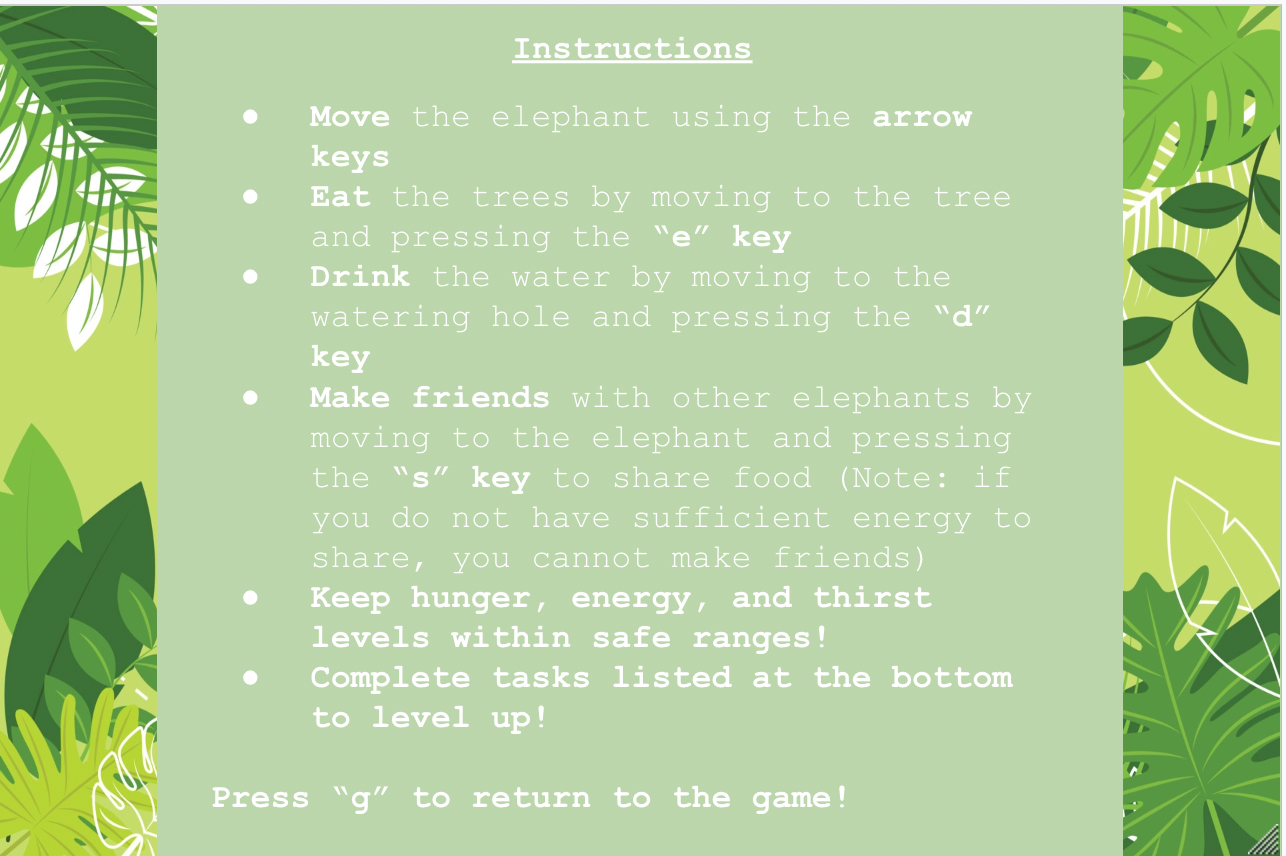 Instructions
● Move the elephant using the arrow
keys
● Eat the trees by moving to the tree
and pressing the “e” key
● Drink the water by moving to the
watering hole and pressing the “d”
key
● Make friends with other elephants by
moving to the elephant and pressing
the “s” key to share food (Note: if
you do not have sufficient energy to
share, you cannot make friends)
● Keep hunger, energy, and thirst
levels within safe ranges!
● Complete tasks listed at the bottom
to level up!
Press “g” to return to the game!